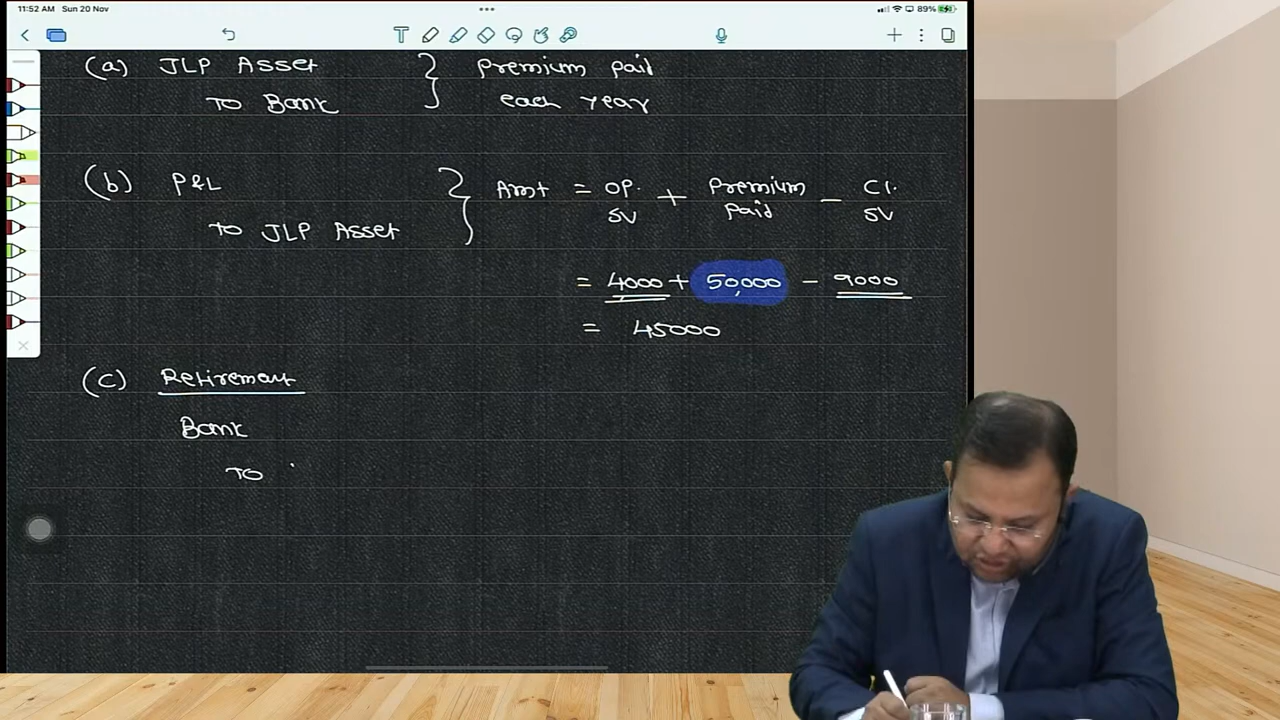 11:52 AM Sun 20 Nov
89%
(a) JLP Asset
To Bank
} Premium paid
each year
(b) P&L
To JLP Asset
} Amt = OP. SV + Premium Paid - Cl. SV
= 4000 + 50,000 - 9000
= 45000
(c) Retirement
Bank
To